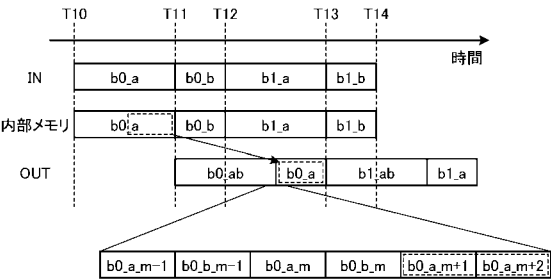 T10 T11 T12 T13 T14
時間
IN b0_a b0_b b1_a b1_b
内部メモリ b0_a b0_b b1_a b1_b
OUT b0_ab b0_a b1_ab b1_a
b0_a_m-1 b0_b_m-1 b0_a_m b0_b_m b0_a_m+1 b0_a_m+2